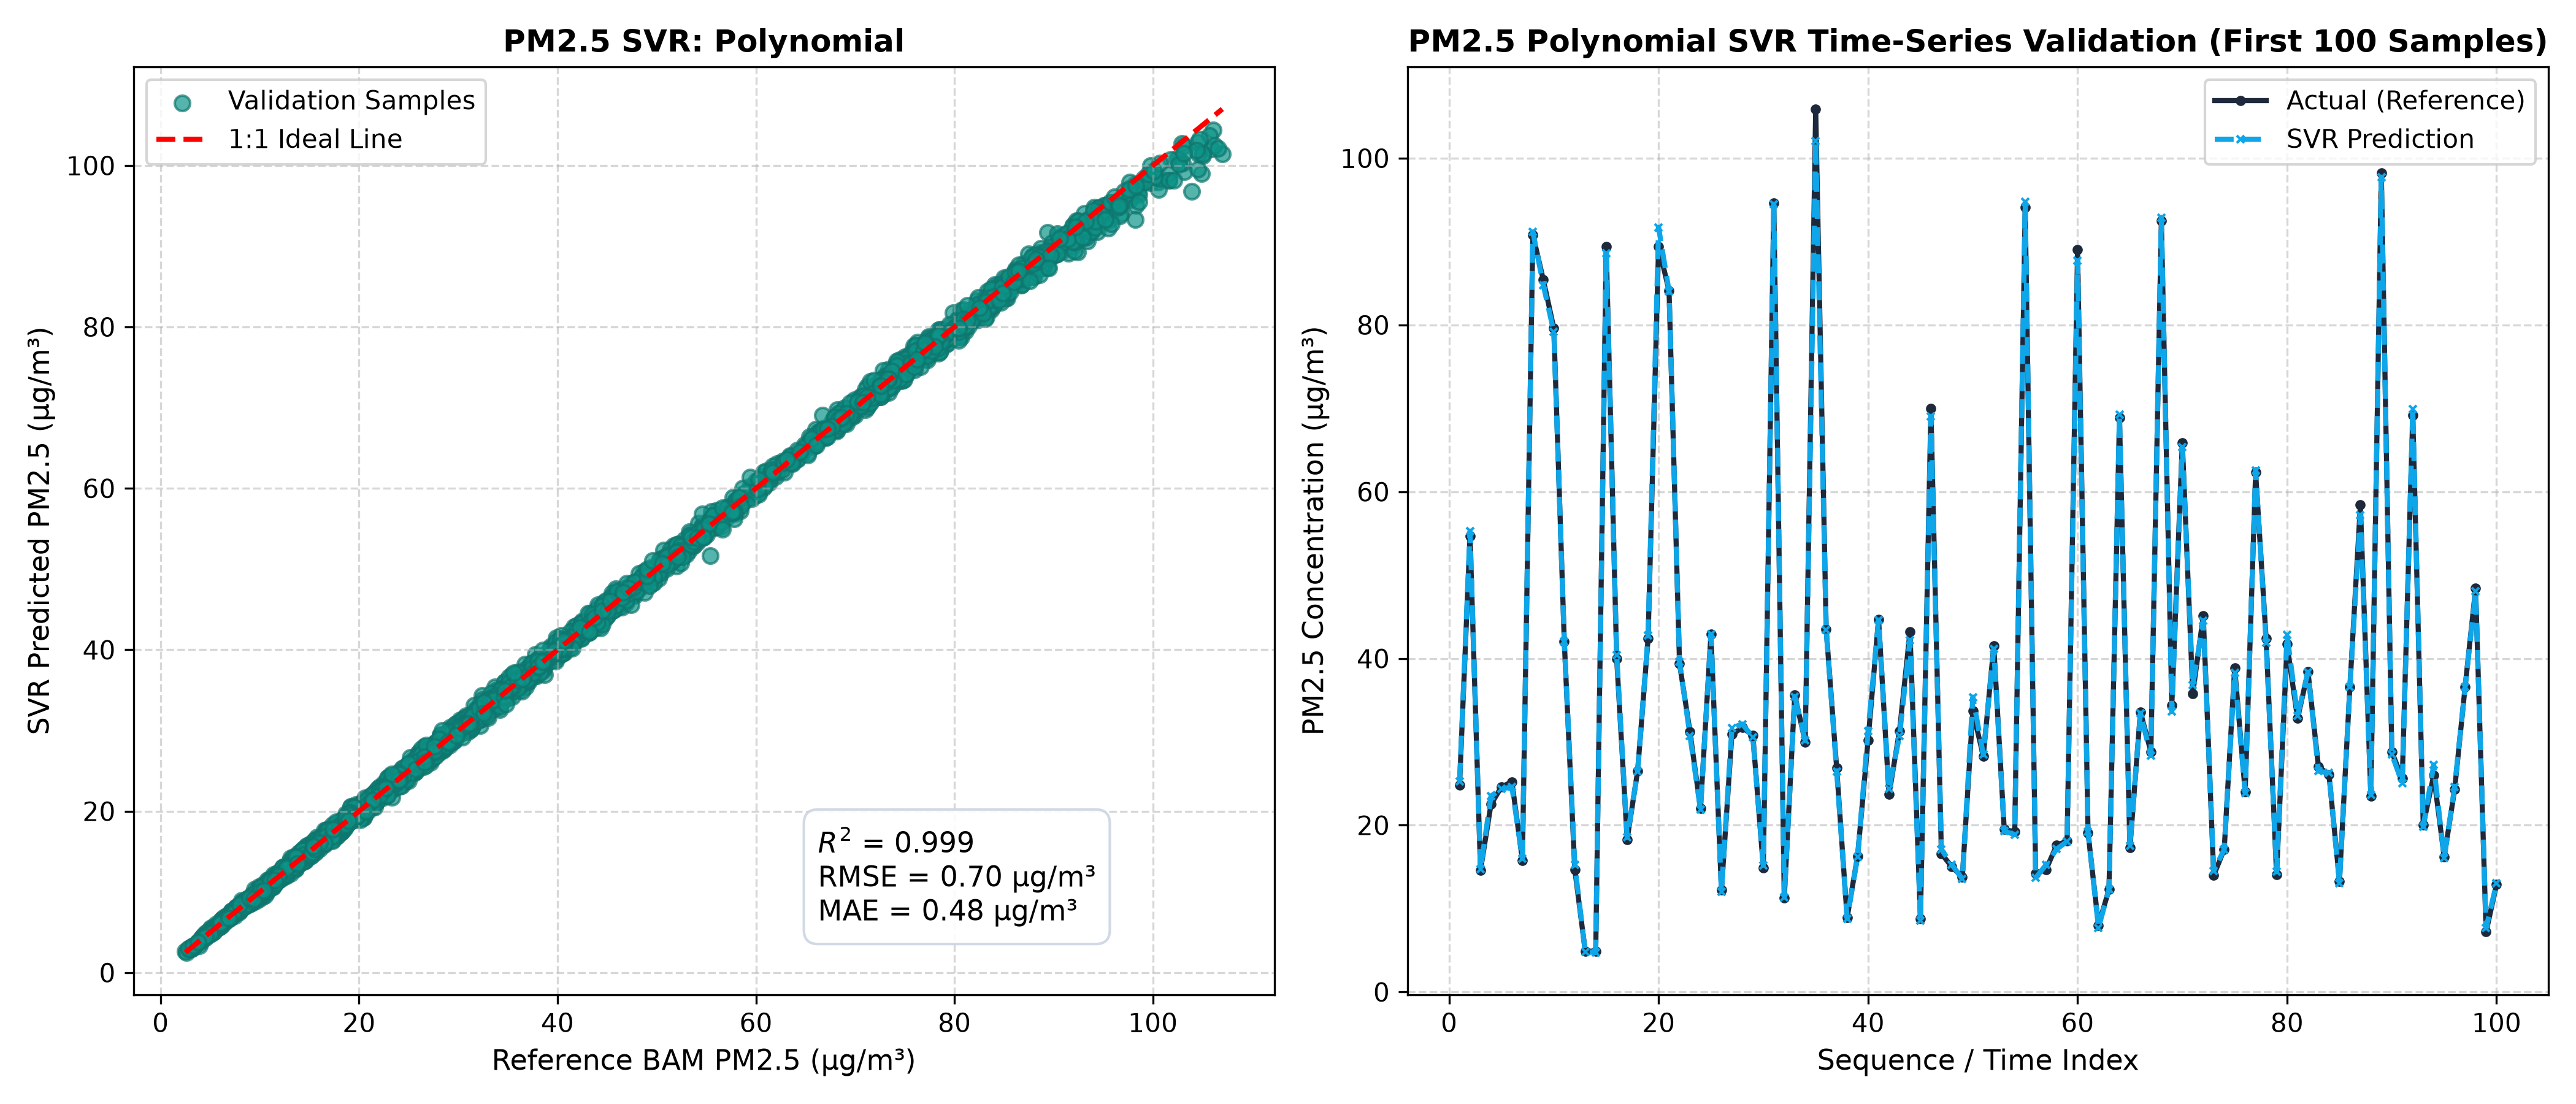 PM2.5 SVR: Polynomial
Validation Samples
1:1 Ideal Line
SVR Predicted PM2.5 (µg/m³)
100
80
60
40
20
0
R² = 0.999
RMSE = 0.70 µg/m³
MAE = 0.48 µg/m³
0 20 40 60 80 100
Reference BAM PM2.5 (µg/m³)
PM2.5 Polynomial SVR Time-Series Validation (First 100 Samples)
Actual (Reference)
SVR Prediction
PM2.5 Concentration (µg/m³)
100
80
60
40
20
0
0 20 40 60 80 100
Sequence / Time Index